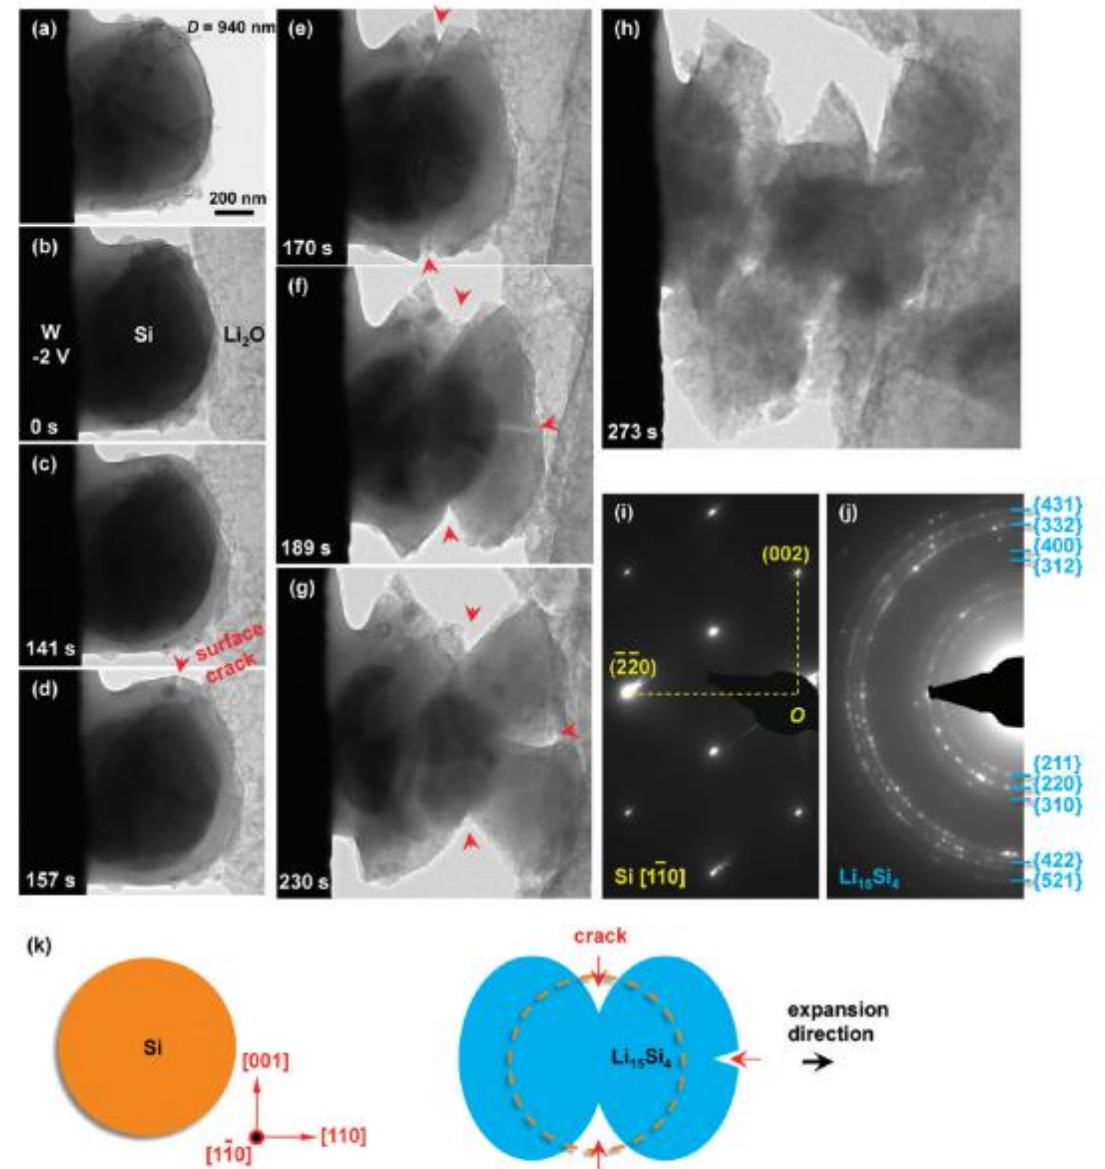 (a)
D = 940 nm
200 nm
(b)
W
-2 V
Si
Li₂O
0 s
(c)
141 s
surface
crack
(d)
157 s
(e)
170 s
(f)
189 s
(g)
230 s
(h)
273 s
(i)
(002)
(2̄2̄0)
O
Si [11̄0]
(j)
{431}
{332}
{400}
{312}
{211}
{220}
{310}
{422}
{521}
Li₁₅Si₄
(k)
Si
[001]
[110]
[11̄0]
crack
Li₁₅Si₄
expansion
direction